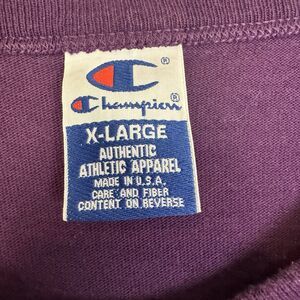 ®
Champion®
X-LARGE
AUTHENTIC
ATHLETIC APPAREL
MADE IN U.S.A.
CARE AND FIBER
CONTENT ON REVERSE